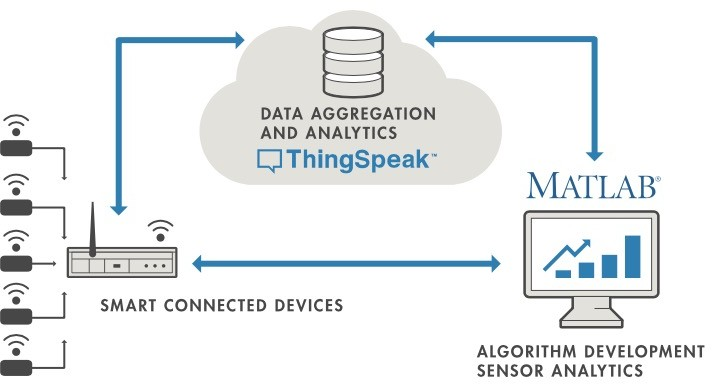 DATA AGGREGATION
AND ANALYTICS
ThingSpeak™
MATLAB®
SMART CONNECTED DEVICES
ALGORITHM DEVELOPMENT
SENSOR ANALYTICS